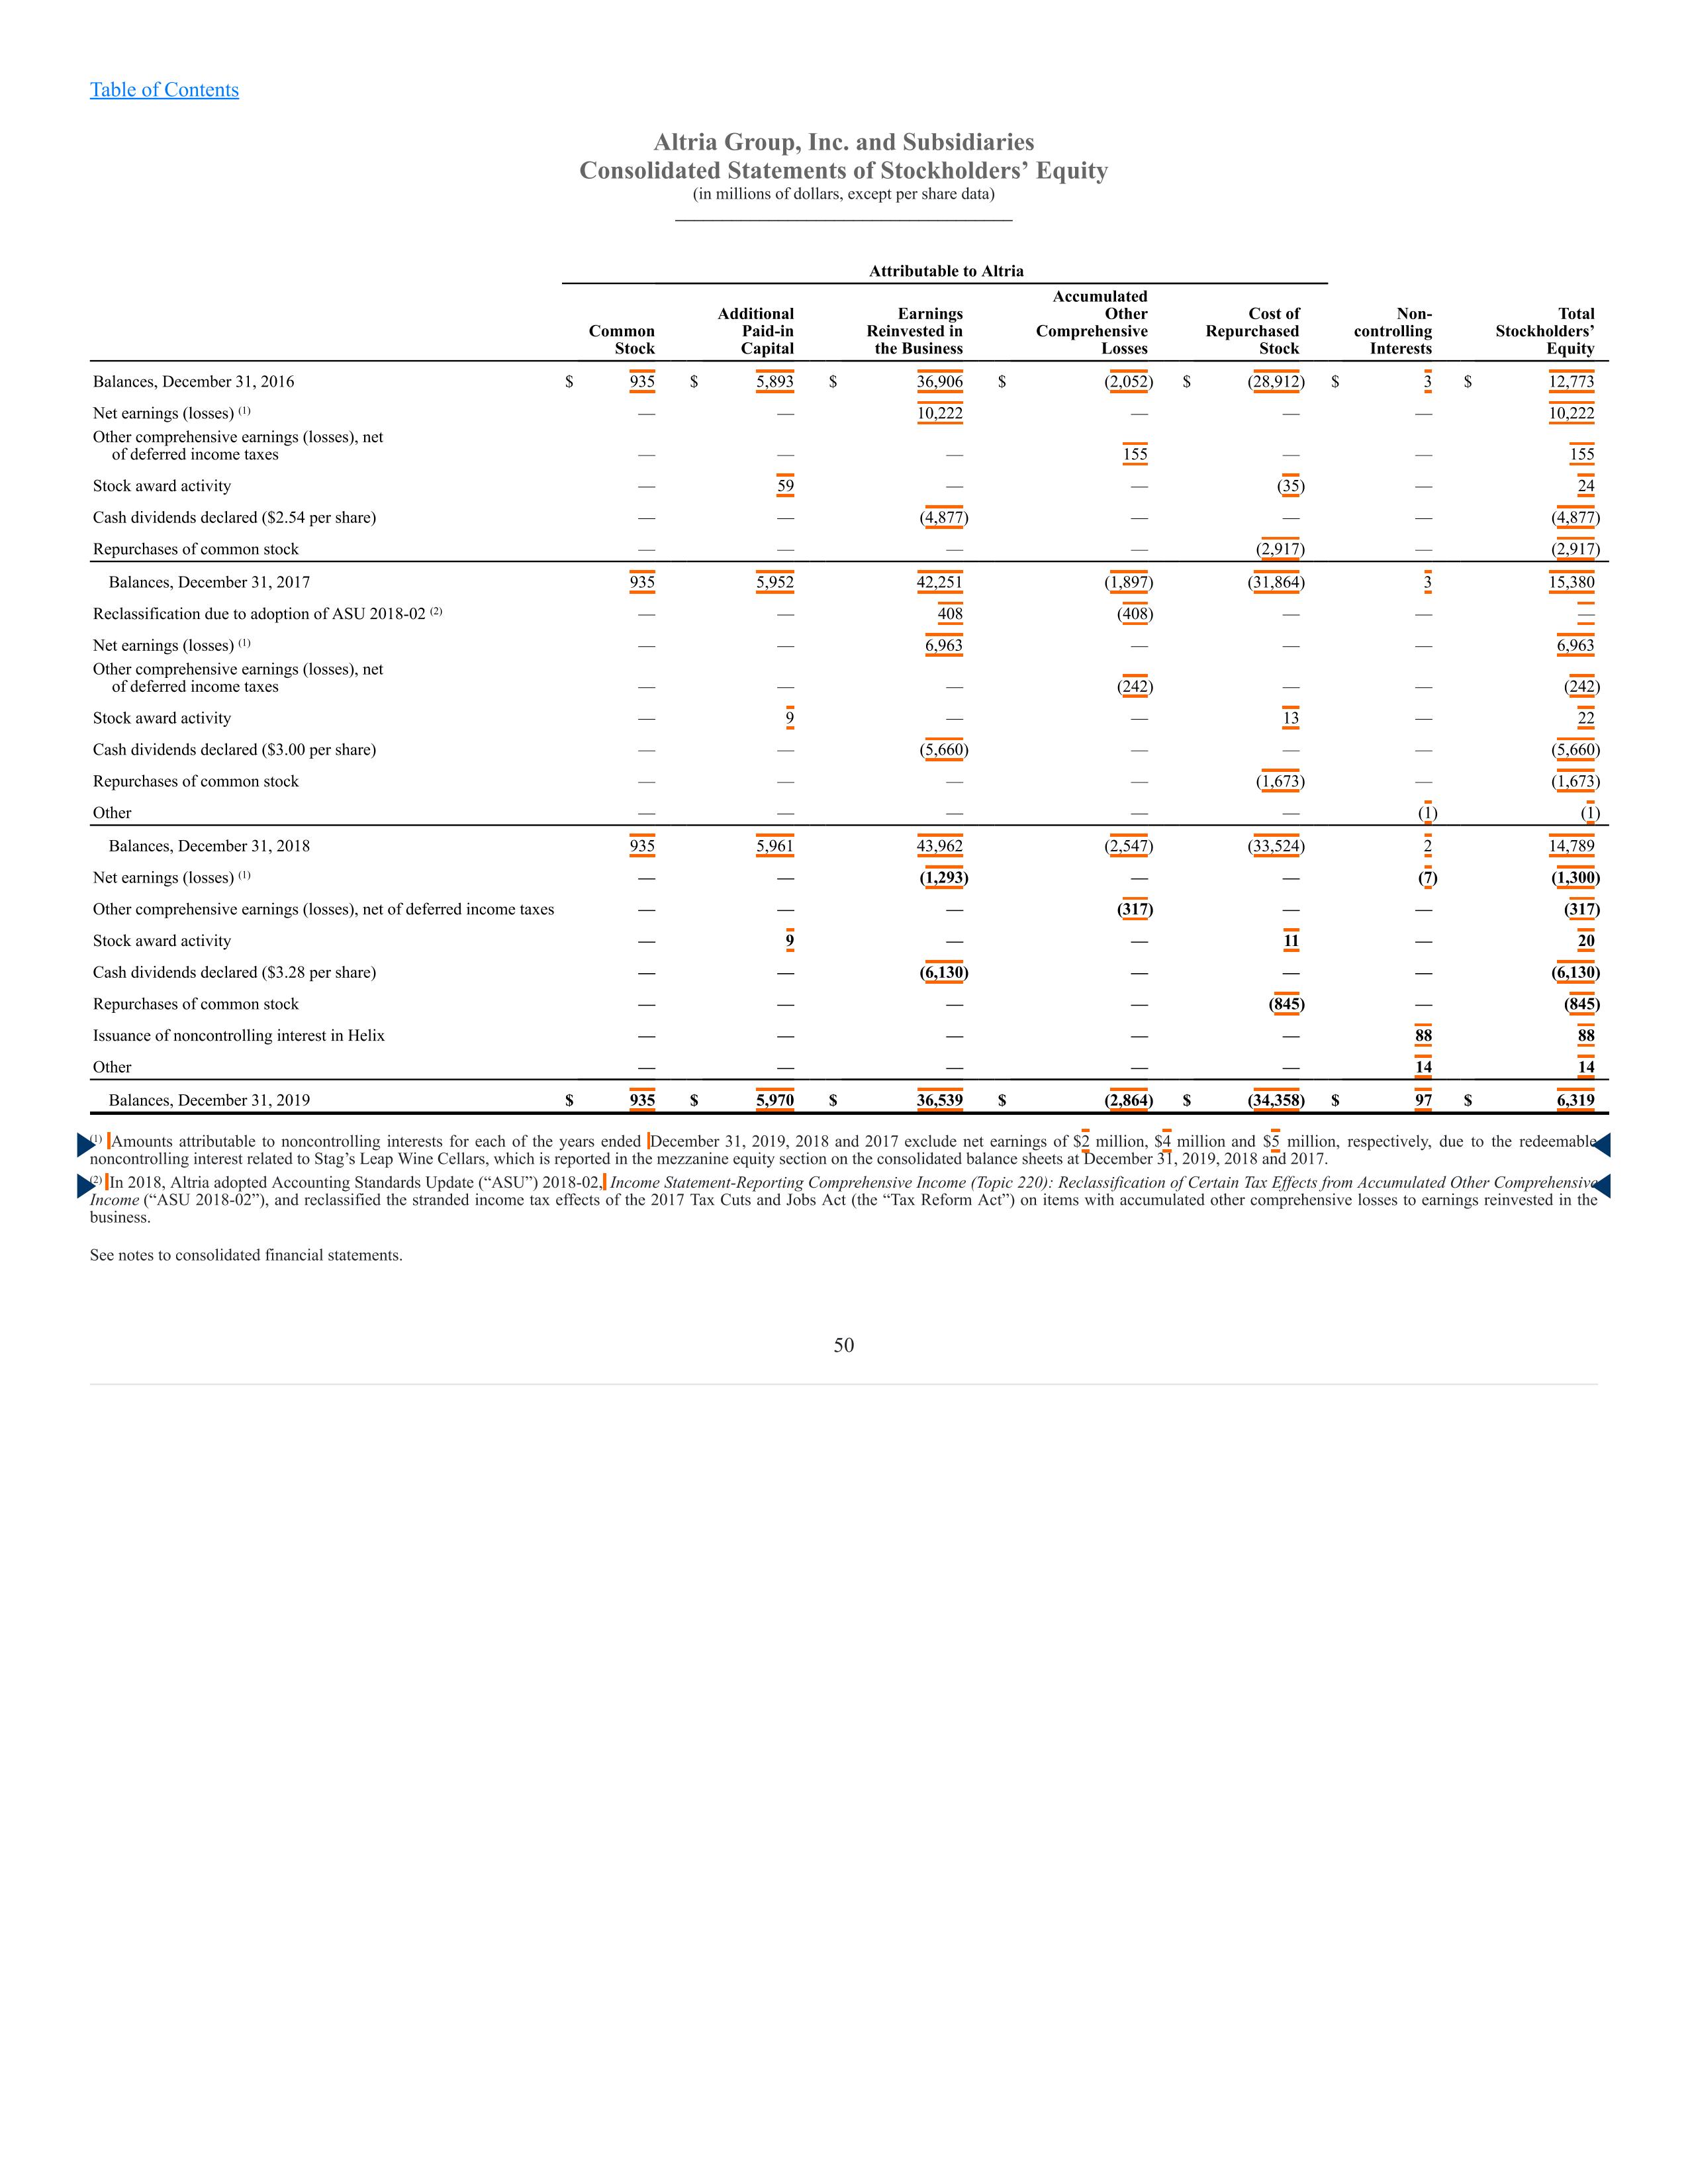 Table of Contents
Altria Group, Inc. and Subsidiaries
Consolidated Statements of Stockholders’ Equity
(in millions of dollars, except per share data)
Attributable to Altria
Common Stock Additional Paid-in Capital Earnings Reinvested in the Business Accumulated Other Comprehensive Losses Cost of Repurchased Stock Non-controlling Interests Total Stockholders’ Equity
Balances, December 31, 2016 $ 935 $ 5,893 $ 36,906 $ (2,052) $ (28,912) $ 3 $ 12,773
Net earnings (losses) (1) — — 10,222 — — — 10,222
Other comprehensive earnings (losses), net
of deferred income taxes — — — 155 — — 155
Stock award activity — 59 — — (35) — 24
Cash dividends declared ($2.54 per share) — — (4,877) — — — (4,877)
Repurchases of common stock — — — — (2,917) — (2,917)
Balances, December 31, 2017 935 5,952 42,251 (1,897) (31,864) 3 15,380
Reclassification due to adoption of ASU 2018-02 (2) — — 408 (408) — — —
Net earnings (losses) (1) — — 6,963 — — — 6,963
Other comprehensive earnings (losses), net
of deferred income taxes — — — (242) — — (242)
Stock award activity — 9 — — 13 — 22
Cash dividends declared ($3.00 per share) — — (5,660) — — — (5,660)
Repurchases of common stock — — — — (1,673) — (1,673)
Other — — — — — (1) (1)
Balances, December 31, 2018 935 5,961 43,962 (2,547) (33,524) 2 14,789
Net earnings (losses) (1) — — (1,293) — — (7) (1,300)
Other comprehensive earnings (losses), net of deferred income taxes — — — (317) — — (317)
Stock award activity — 9 — — 11 — 20
Cash dividends declared ($3.28 per share) — — (6,130) — — — (6,130)
Repurchases of common stock — — — — (845) — (845)
Issuance of noncontrolling interest in Helix — — — — — 88 88
Other — — — — — 14 14
Balances, December 31, 2019 $ 935 $ 5,970 $ 36,539 $ (2,864) $ (34,358) $ 97 $ 6,319
(1) Amounts attributable to noncontrolling interests for each of the years ended December 31, 2019, 2018 and 2017 exclude net earnings of $2 million, $4 million and $5 million, respectively, due to the redeemable
noncontrolling interest related to Stag’s Leap Wine Cellars, which is reported in the mezzanine equity section on the consolidated balance sheets at December 31, 2019, 2018 and 2017.
(2) In 2018, Altria adopted Accounting Standards Update (“ASU”) 2018-02, Income Statement-Reporting Comprehensive Income (Topic 220): Reclassification of Certain Tax Effects from Accumulated Other Comprehensive
Income (“ASU 2018-02”), and reclassified the stranded income tax effects of the 2017 Tax Cuts and Jobs Act (the “Tax Reform Act”) on items with accumulated other comprehensive losses to earnings reinvested in the
business.
See notes to consolidated financial statements.
50